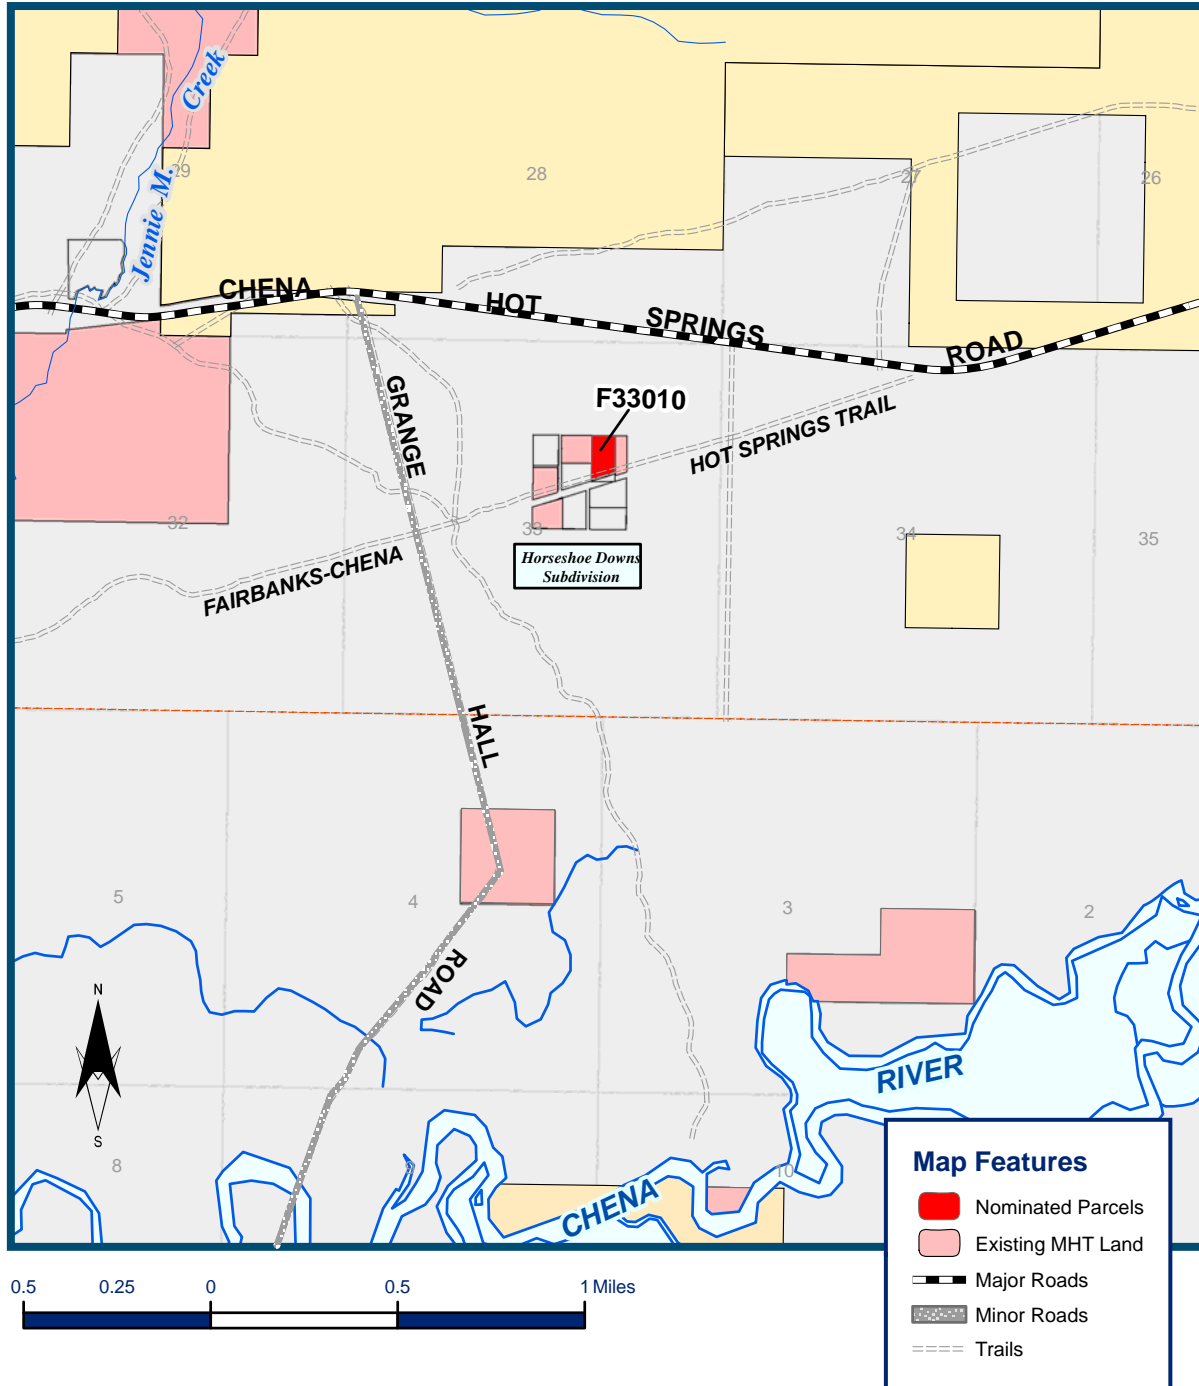 Creek
Jennie M.
29
28
27
26
CHENA HOT SPRINGS ROAD
GRANGE
F33010
HOT SPRINGS TRAIL
32
33
34
35
FAIRBANKS-CHENA
Horseshoe Downs
Subdivision
HALL
5
4
3
2
ROAD
N
S
RIVER
8
10
CHENA
Map Features
Nominated Parcels
Existing MHT Land
Major Roads
Minor Roads
Trails
0.5 0.25 0 0.5 1 Miles